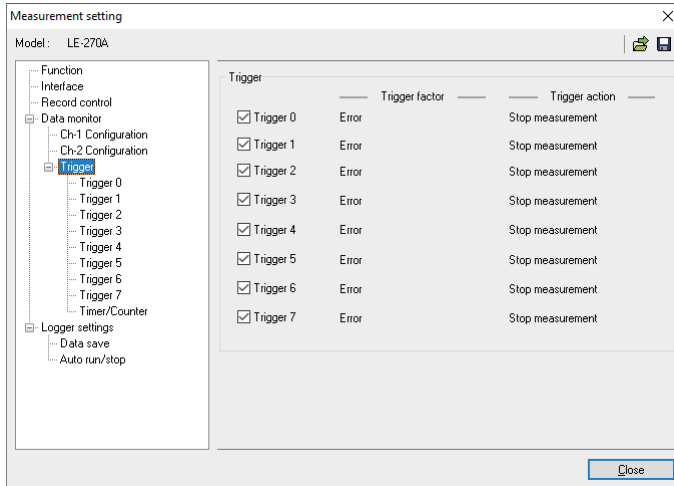 Measurement setting
Model : LE-270A
Function
Interface
Record control
Data monitor
Ch-1 Configuration
Ch-2 Configuration
Trigger
Trigger 0
Trigger 1
Trigger 2
Trigger 3
Trigger 4
Trigger 5
Trigger 6
Trigger 7
Timer/Counter
Logger settings
Data save
Auto run/stop
Trigger
Trigger factor Trigger action
Trigger 0 Error Stop measurement
Trigger 1 Error Stop measurement
Trigger 2 Error Stop measurement
Trigger 3 Error Stop measurement
Trigger 4 Error Stop measurement
Trigger 5 Error Stop measurement
Trigger 6 Error Stop measurement
Trigger 7 Error Stop measurement
Close